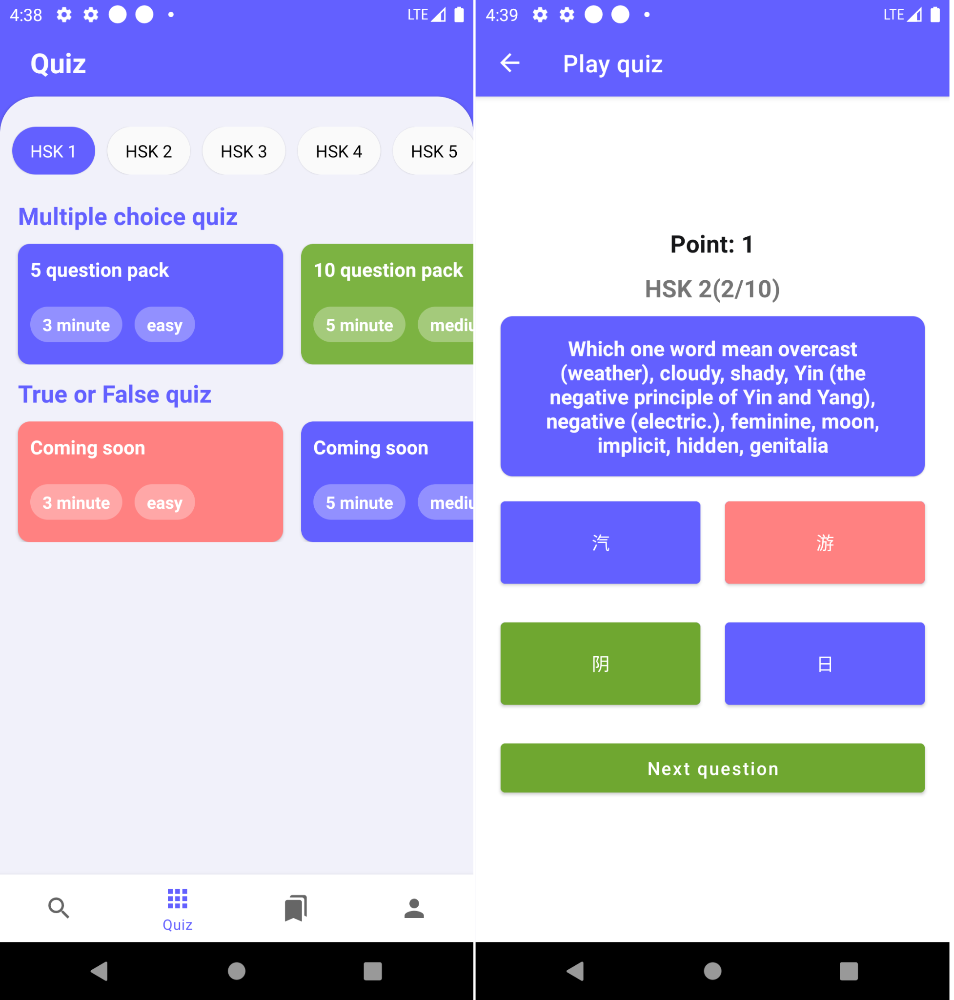 4:38
LTE
Quiz
HSK 1
HSK 2
HSK 3
HSK 4
HSK 5
Multiple choice quiz
5 question pack
3 minute
easy
10 question pack
5 minute
mediu
True or False quiz
Coming soon
3 minute
easy
Coming soon
5 minute
mediu
Quiz
4:39
LTE
Play quiz
Point: 1
HSK 2(2/10)
Which one word mean overcast
(weather), cloudy, shady, Yin (the
negative principle of Yin and Yang),
negative (electric.), feminine, moon,
implicit, hidden, genitalia
汽
游
阴
日
Next question